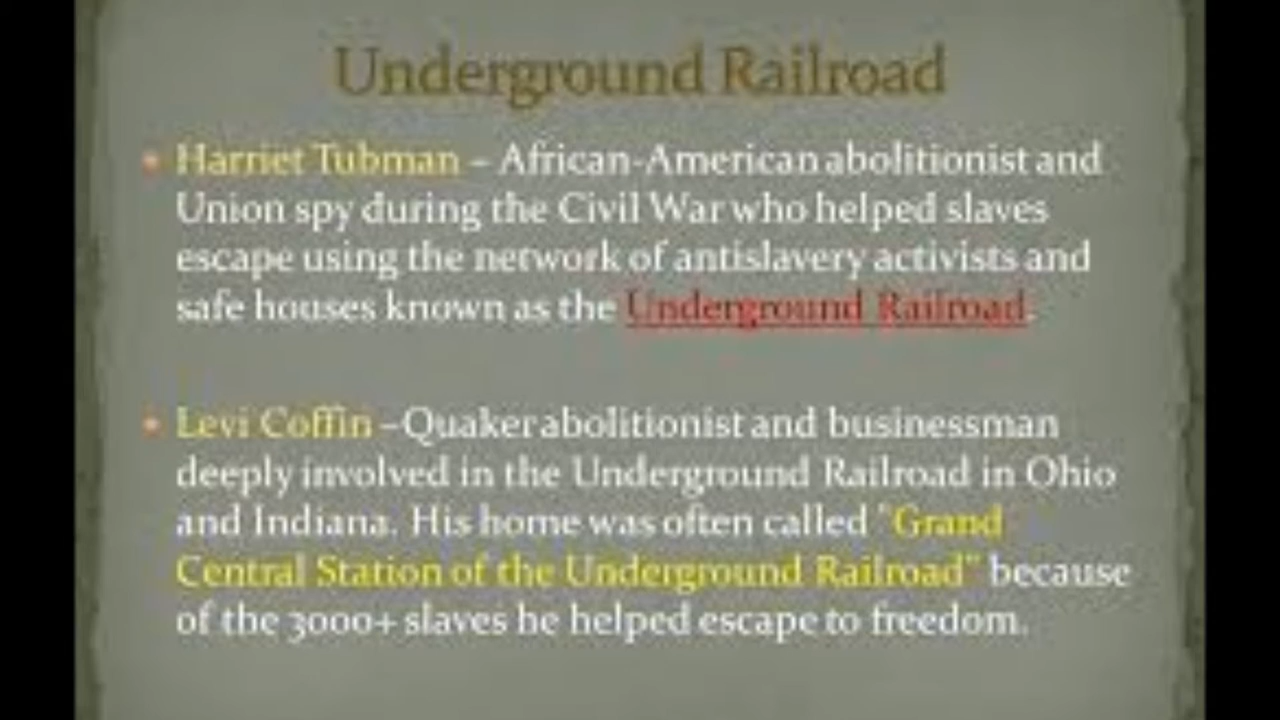 Underground Railroad
• Harriet Tubman – African-American abolitionist and
Union spy during the Civil War who helped slaves
escape using the network of antislavery activists and
safe houses known as the Underground Railroad.
• Levi Coffin –Quaker abolitionist and businessman
deeply involved in the Underground Railroad in Ohio
and Indiana. His home was often called "Grand
Central Station of the Underground Railroad" because
of the 3000+ slaves he helped escape to freedom.